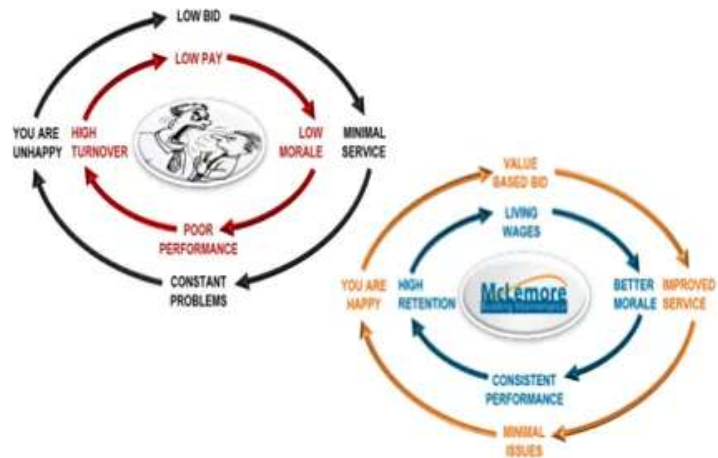 LOW BID
LOW PAY
YOU ARE
UNHAPPY
HIGH
TURNOVER
LOW
MORALE
MINIMAL
SERVICE
POOR
PERFORMANCE
CONSTANT
PROBLEMS
VALUE
BASED BID
LIVING
WAGES
YOU ARE
HAPPY
HIGH
RETENTION
McLemore
BETTER
MORALE
IMPROVED
SERVICE
CONSISTENT
PERFORMANCE
MINIMAL
ISSUES